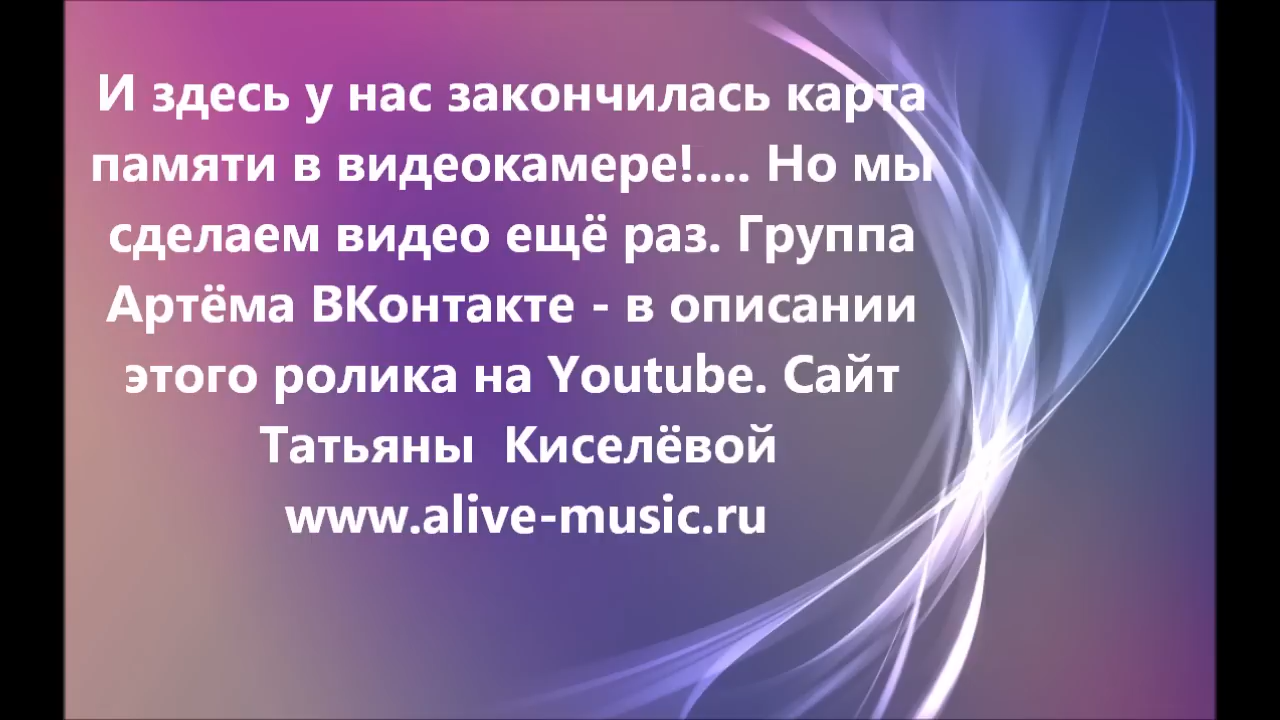 И здесь у нас закончилась карта
памяти в видеокамере!.... Но мы
сделаем видео ещё раз. Группа
Артёма ВКонтакте - в описании
этого ролика на Youtube. Сайт
Татьяны  Киселёвой
www.alive-music.ru